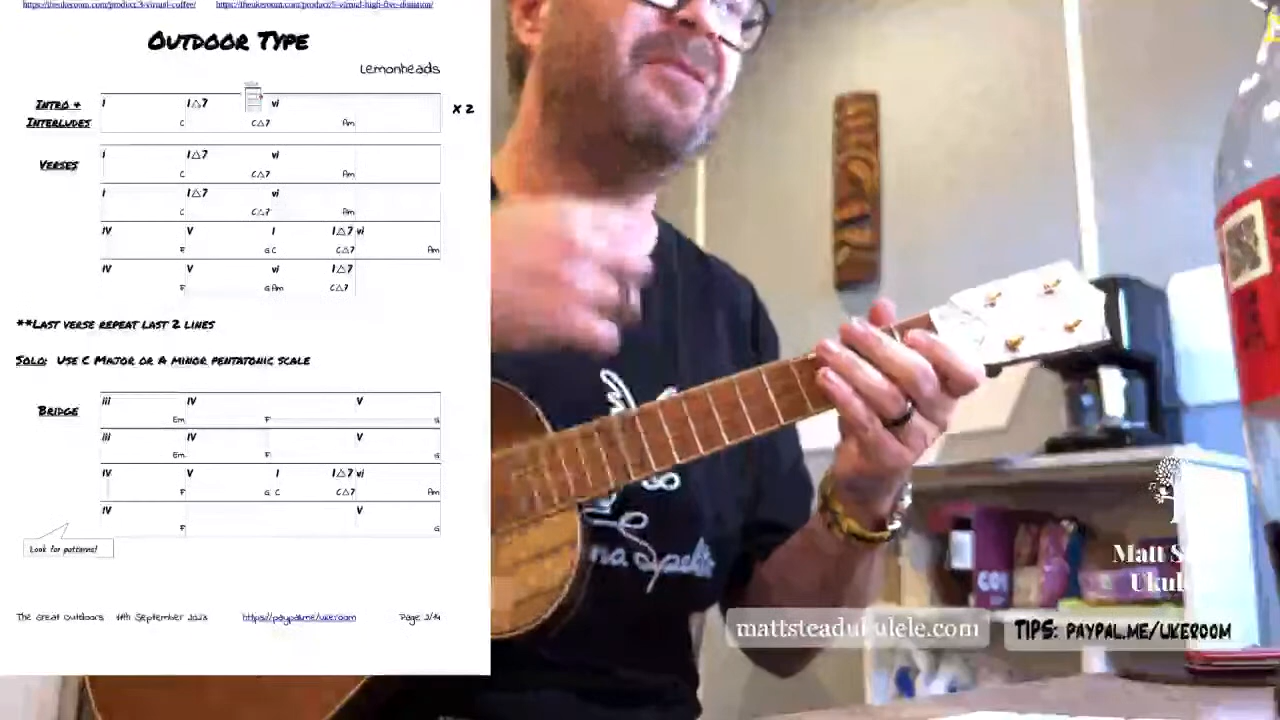 https://theukeroom.com/product/3-virtual-coffee/ https://theukeroom.com/product/5-virtual-high-five-donation/
Outdoor Type
Lemonheads
Intro & Interludes
I I△7 vi
C C△7 Am
x 2
Verses
I I△7 vi
C C△7 Am
I I△7 vi
C C△7 Am
IV V I I△7 vi
F G C C△7 Am
IV V vi I△7
F G Am C△7
**Last verse repeat last 2 lines
Solo: Use C Major or A minor pentatonic scale
Bridge
iii IV V
Em F G
iii IV V
Em F G
IV V I I△7 vi
F G C C△7 Am
IV V
F G
Look for patterns!
The Great Outdoors September https://paypal.me/ukeroom Page
Matt
mattsteadukulele.com
TIPS: PAYPAL.ME/UKEROOM